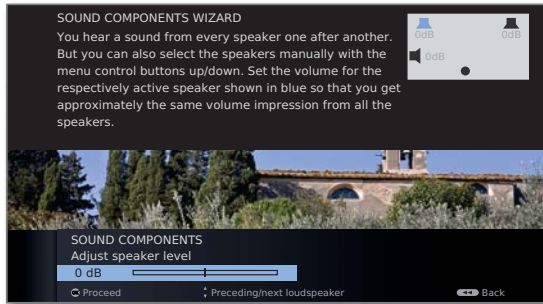 SOUND COMPONENTS WIZARD
You hear a sound from every speaker one after another.
But you can also select the speakers manually with the
menu control buttons up/down. Set the volume for the
respectively active speaker shown in blue so that you get
approximately the same volume impression from all the
speakers.
0dB 0dB
0dB
SOUND COMPONENTS
Adjust speaker level
0 dB
OK Proceed Preceding/next loudspeaker Back